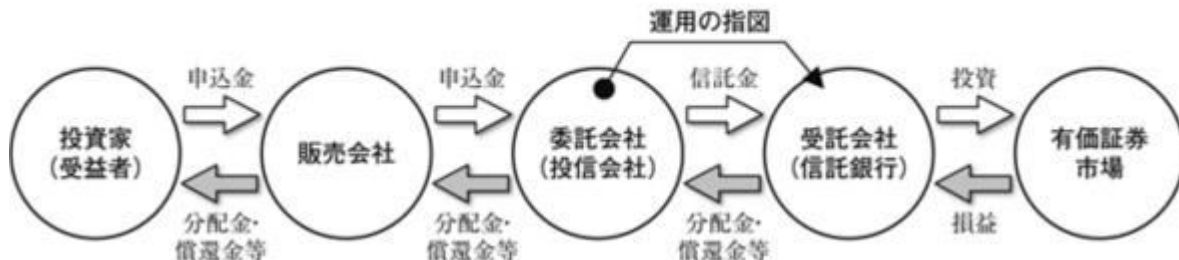 運用の指図
申込金
申込金
信託金
投資
投資家
(受益者)
販売会社
委託会社
(投信会社)
受託会社
(信託銀行)
有価証券
市場
分配金・
償還金等
分配金・
償還金等
分配金・
償還金等
損益